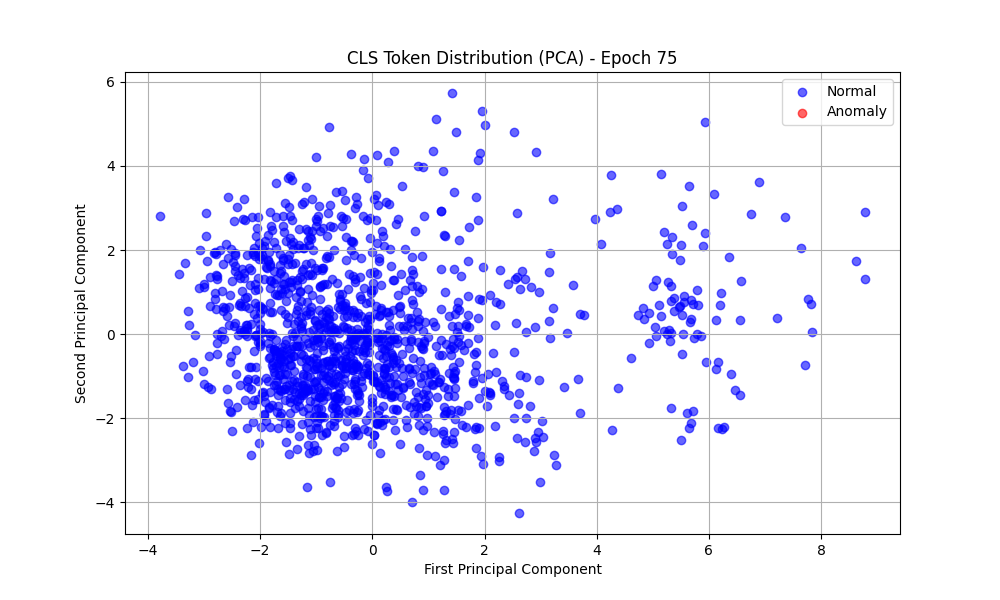 CLS Token Distribution (PCA) - Epoch 75
Normal
Anomaly
Second Principal Component
6
4
2
0
−2
−4
−4 −2 0 2 4 6 8
First Principal Component